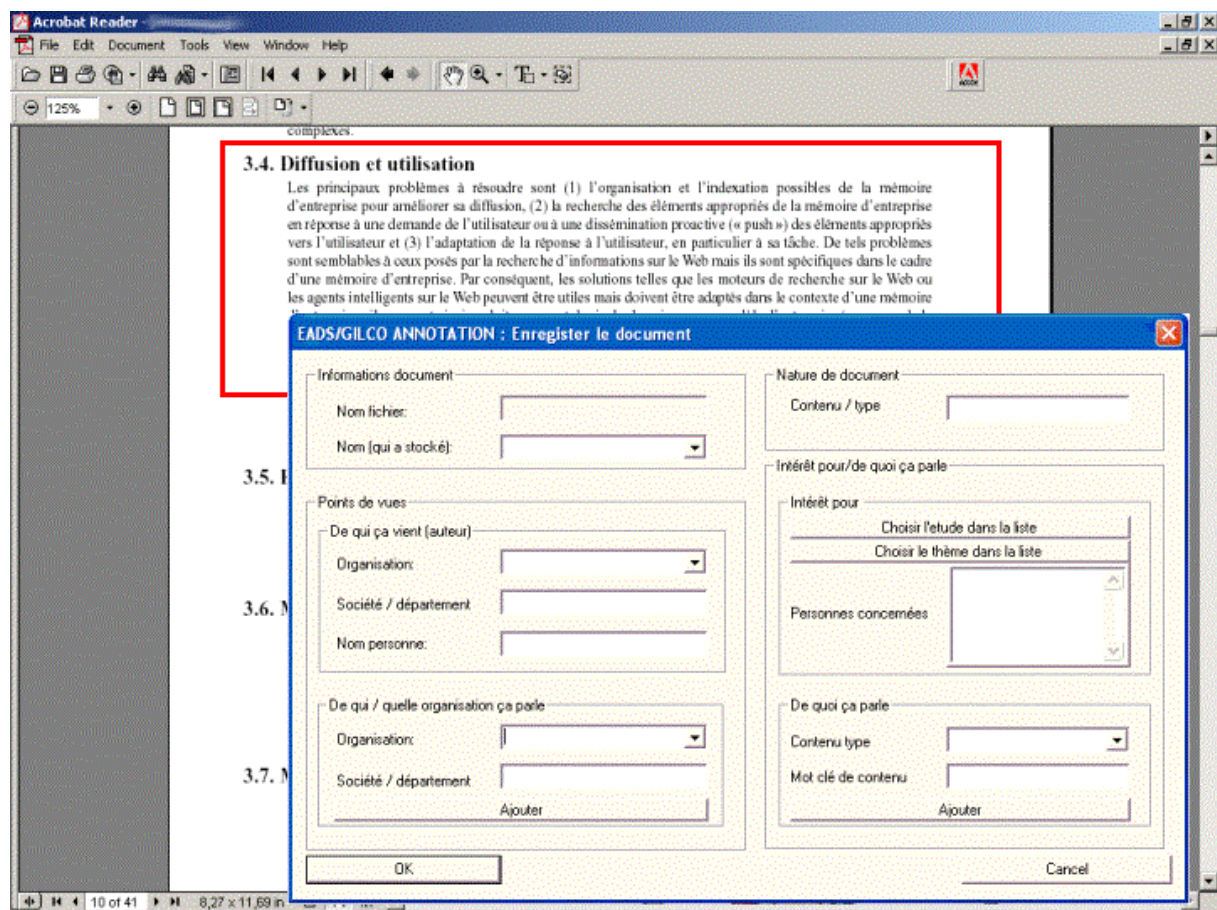 Acrobat Reader -
File Edit Document Tools View Window Help
125%
complexes.
3.4. Diffusion et utilisation
Les principaux problèmes à résoudre sont (1) l'organisation et l'indexation possibles de la mémoire
d'entreprise pour améliorer sa diffusion, (2) la recherche des éléments appropriés de la mémoire d'entreprise
en réponse à une demande de l'utilisateur ou à une dissémination proactive (« push ») des éléments appropriés
vers l'utilisateur et (3) l'adaptation de la réponse à l'utilisateur, en particulier à sa tâche. De tels problèmes
sont semblables à ceux posés par la recherche d'informations sur le Web mais ils sont spécifiques dans le cadre
d'une mémoire d'entreprise. Par conséquent, les solutions telles que les moteurs de recherche sur le Web ou
les agents intelligents sur le Web peuvent être utiles mais doivent être adaptés dans le contexte d'une mémoire
EADS/GILCO ANNOTATION : Enregister le document
Informations document
Nom fichier:
Nom (qui a stocké):
Points de vues
De qui ça vient (auteur)
Organisation:
Société / département
Nom personne:
De qui / quelle organisation ça parle
Organisation:
Société / département
Ajouter
OK
Nature de document
Contenu / type
Intérêt pour/de quoi ça parle
Intérêt pour
Choisir l'etude dans la liste
Choisir le thème dans la liste
Personnes concernées
De quoi ça parle
Contenu type
Mot clé de contenu
Ajouter
Cancel
3.5.
3.6. M
3.7. M
10 of 41 8,27 x 11,69 in